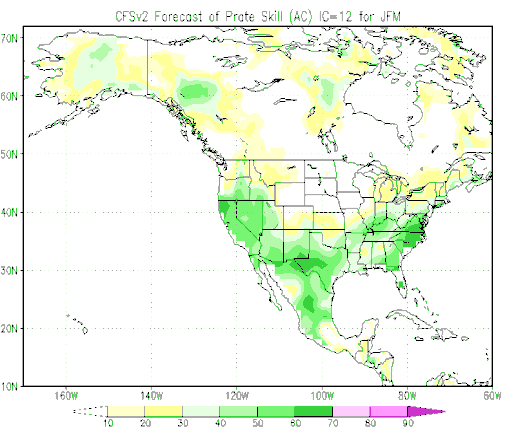 CFSv2 Forecast of Prate Skill (AC) IC=12 for JFM
70N
60N
50N
40N
30N
20N
10N
160W 140W 120W 100W 80W 60W
10 20 30 40 50 60 70 80 90